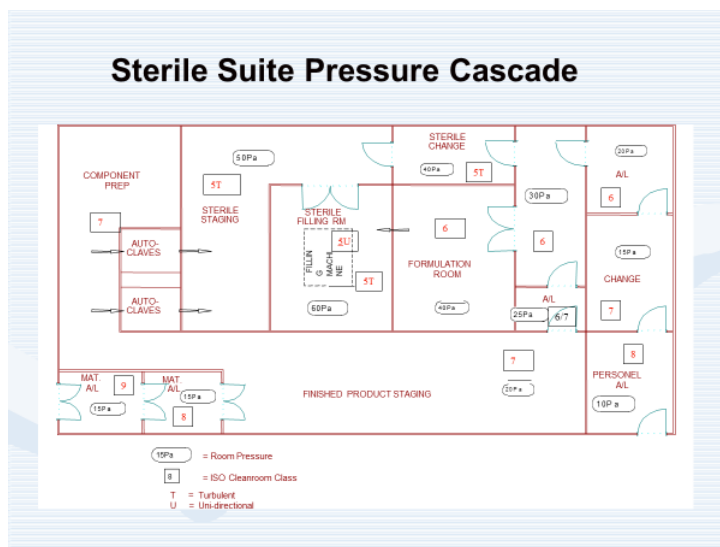 Sterile Suite Pressure Cascade
STERILE
CHANGE
50Pa
40Pa
5T
20Pa
A/L
6
COMPONENT
PREP
7
5T
STERILE
STAGING
STERILE
FILLING RM
5U
FILLIN
G
MACHI
NE
5T
60Pa
6
FORMULATION
ROOM
40Pa
30Pa
6
15Pa
CHANGE
7
AUTO-
CLAVES
AUTO-
CLAVES
A/L
25Pa
6/7
MAT.
A/L
9
15Pa
MAT.
A/L
15Pa
8
FINISHED PRODUCT STAGING
7
20Pa
8
PERSONEL
A/L
10Pa
15Pa = Room Pressure
8 = ISO Cleanroom Class
T = Turbulent
U = Uni-directional